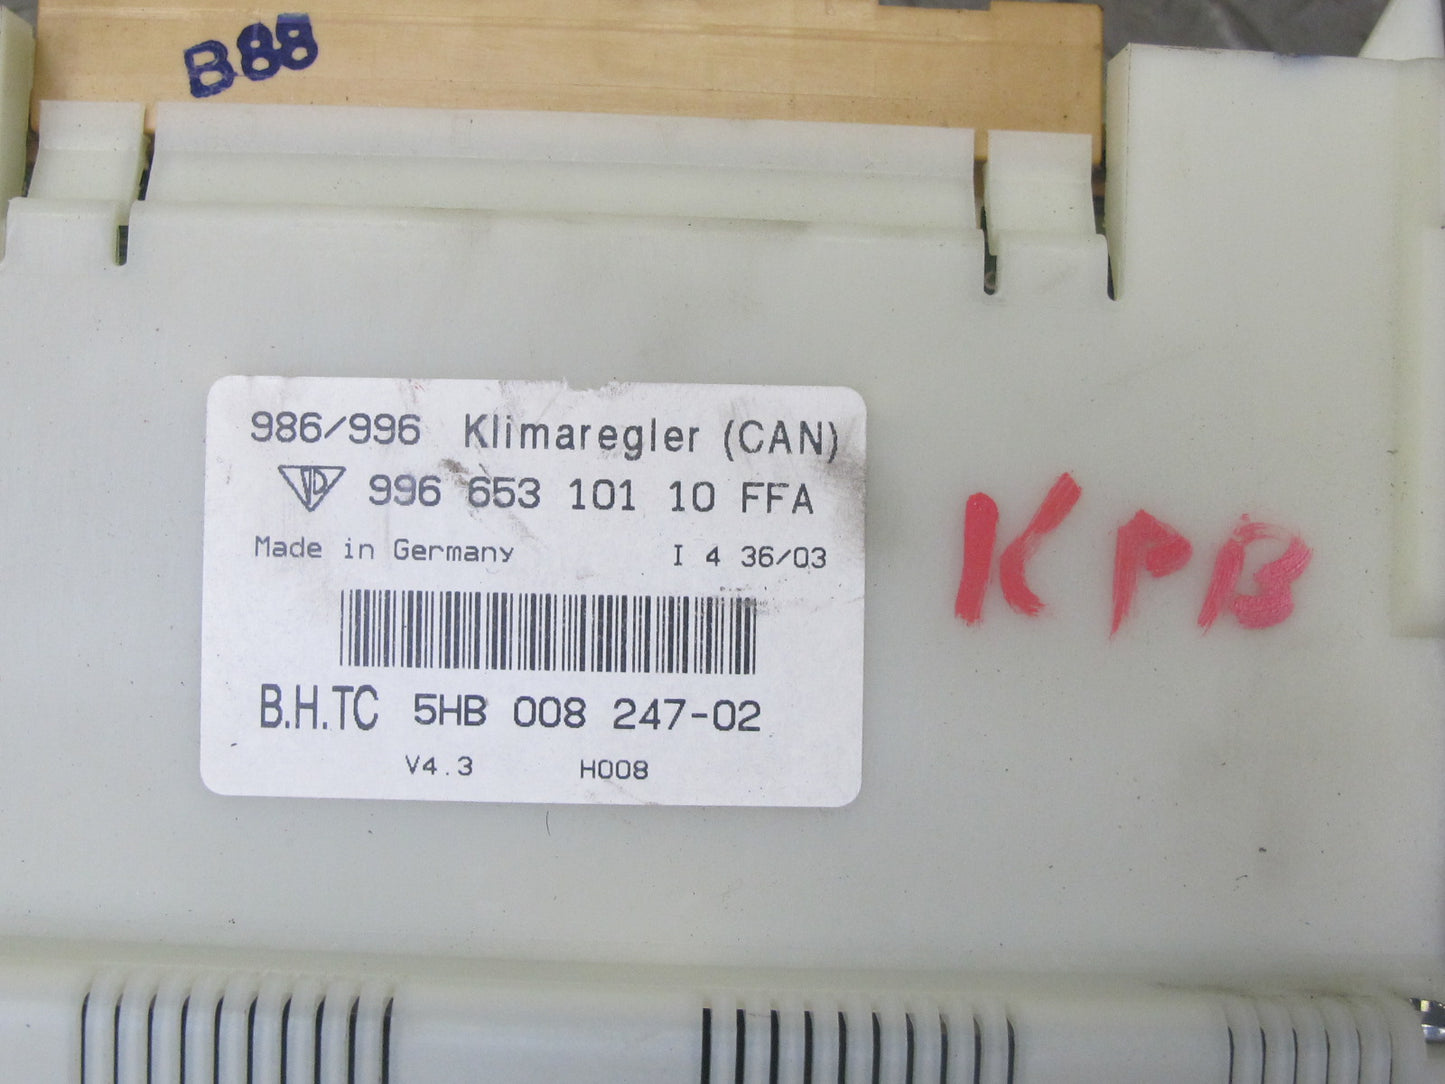 B88
986/996 Klimaregler (CAN)
996 653 101 10 FFA
Made in Germany I 4 36/03
KPB
B.H.TC 5HB 008 247-02
V4.3 H008